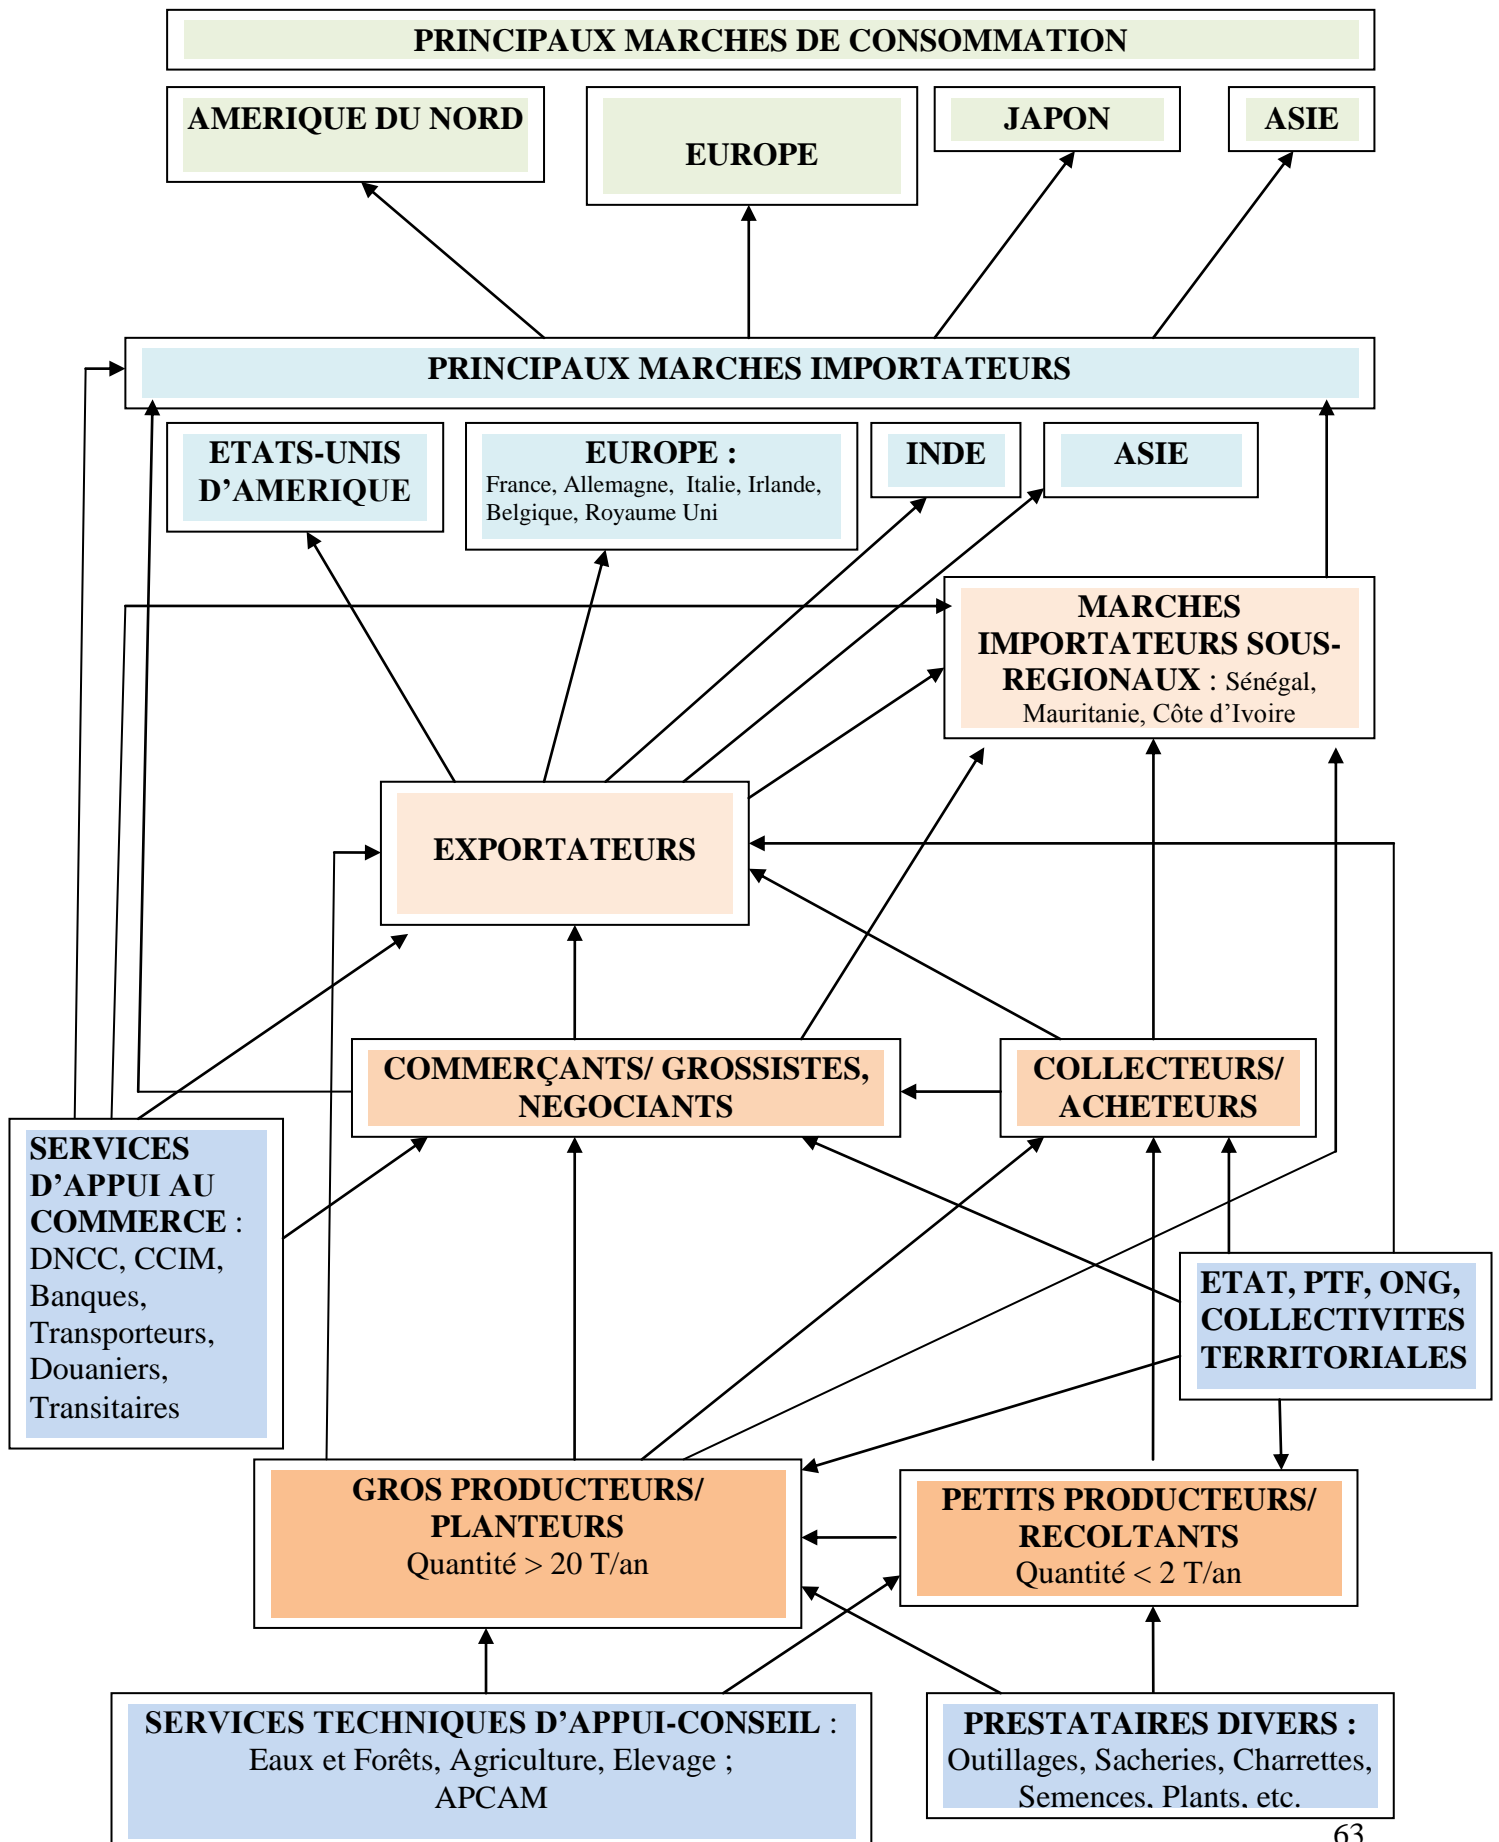 PRINCIPAUX MARCHES DE CONSOMMATION
AMERIQUE DU NORD
EUROPE
JAPON
ASIE
PRINCIPAUX MARCHES IMPORTATEURS
ETATS-UNIS
D’AMERIQUE
EUROPE :
France, Allemagne, Italie, Irlande,
Belgique, Royaume Uni
INDE
ASIE
MARCHES
IMPORTATEURS SOUS-
REGIONAUX : Sénégal,
Mauritanie, Côte d’Ivoire
EXPORTATEURS
COMMERÇANTS/ GROSSISTES,
NEGOCIANTS
COLLECTEURS/
ACHETEURS
SERVICES
D’APPUI AU
COMMERCE :
DNCC, CCIM,
Banques,
Transporteurs,
Douaniers,
Transitaires
ETAT, PTF, ONG,
COLLECTIVITES
TERRITORIALES
GROS PRODUCTEURS/
PLANTEURS
Quantité > 20 T/an
PETITS PRODUCTEURS/
RECOLTANTS
Quantité < 2 T/an
SERVICES TECHNIQUES D’APPUI-CONSEIL :
Eaux et Forêts, Agriculture, Elevage ;
APCAM
PRESTATAIRES DIVERS :
Outillages, Sacheries, Charrettes,
Semences, Plants, etc.
63